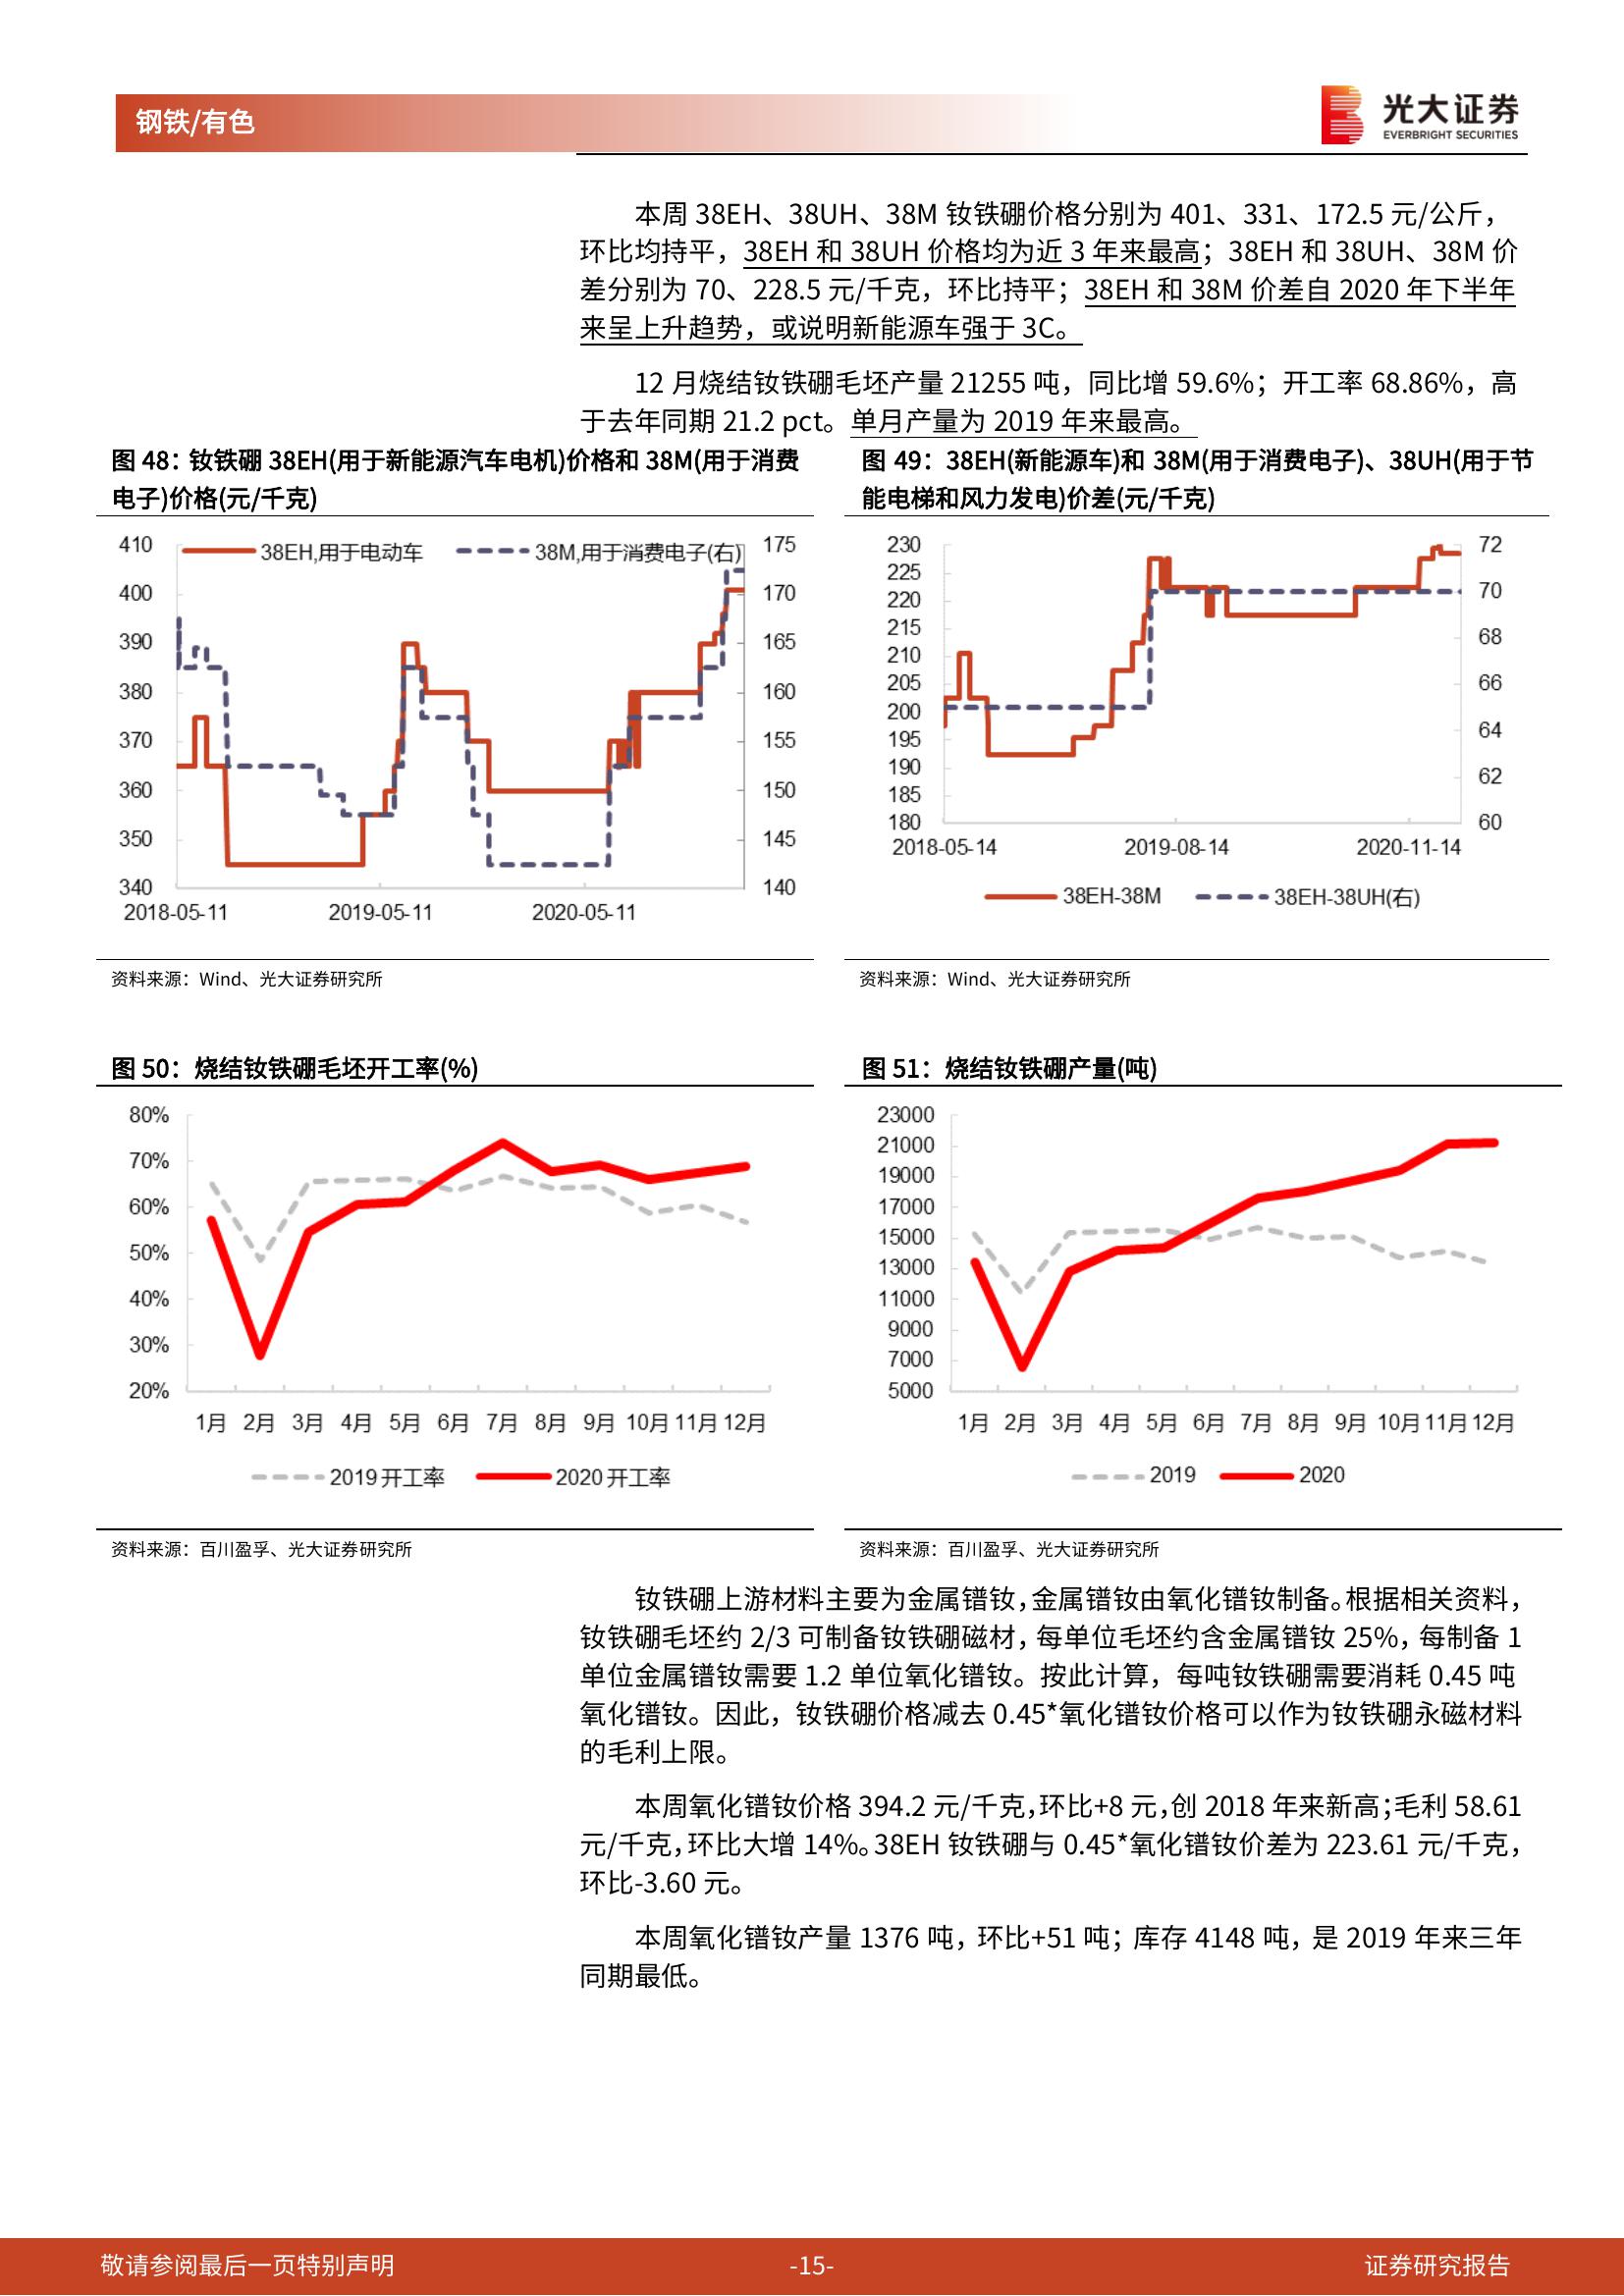 钢铁/有色
光大证券
EVERBRIGHT SECURITIES
本周 38EH、38UH、38M 钕铁硼价格分别为 401、331、172.5 元/公斤，
环比均持平，38EH 和 38UH 价格均为近 3 年来最高；38EH 和 38UH、38M 价
差分别为 70、228.5 元/千克，环比持平；38EH 和 38M 价差自 2020 年下半年
来呈上升趋势，或说明新能源车强于 3C。
12 月烧结钕铁硼毛坯产量 21255 吨，同比增 59.6%；开工率 68.86%，高
于去年同期 21.2 pct。单月产量为 2019 年来最高。
图 48：钕铁硼 38EH(用于新能源汽车电机)价格和 38M(用于消费
电子)价格(元/千克)
410
400
390
380
370
360
350
340
38EH,用于电动车
38M,用于消费电子(右)
175
170
165
160
155
150
145
140
2018-05-11
2019-05-11
2020-05-11
资料来源：Wind、光大证券研究所
图 49：38EH(新能源车)和 38M(用于消费电子)、38UH(用于节
能电梯和风力发电)价差(元/千克)
230
225
220
215
210
205
200
195
190
185
180
72
70
68
66
64
62
60
2018-05-14
2019-08-14
2020-11-14
38EH-38M
38EH-38UH(右)
资料来源：Wind、光大证券研究所
图 50：烧结钕铁硼毛坯开工率(%)
80%
70%
60%
50%
40%
30%
20%
1月 2月 3月 4月 5月 6月 7月 8月 9月 10月 11月 12月
2019 开工率
2020 开工率
资料来源：百川盈孚、光大证券研究所
图 51：烧结钕铁硼产量(吨)
23000
21000
19000
17000
15000
13000
11000
9000
7000
5000
1月 2月 3月 4月 5月 6月 7月 8月 9月 10月 11月 12月
2019
2020
资料来源：百川盈孚、光大证券研究所
钕铁硼上游材料主要为金属镨钕，金属镨钕由氧化镨钕制备。根据相关资料，
钕铁硼毛坯约 2/3 可制备钕铁硼磁材，每单位毛坯约含金属镨钕 25%，每制备 1
单位金属镨钕需要 1.2 单位氧化镨钕。按此计算，每吨钕铁硼需要消耗 0.45 吨
氧化镨钕。因此，钕铁硼价格减去 0.45*氧化镨钕价格可以作为钕铁硼永磁材料
的毛利上限。
本周氧化镨钕价格 394.2 元/千克，环比+8 元，创 2018 年来新高；毛利 58.61
元/千克，环比大增 14%。38EH 钕铁硼与 0.45*氧化镨钕价差为 223.61 元/千克，
环比-3.60 元。
本周氧化镨钕产量 1376 吨，环比+51 吨；库存 4148 吨，是 2019 年来三年
同期最低。
敬请参阅最后一页特别声明
-15-
证券研究报告